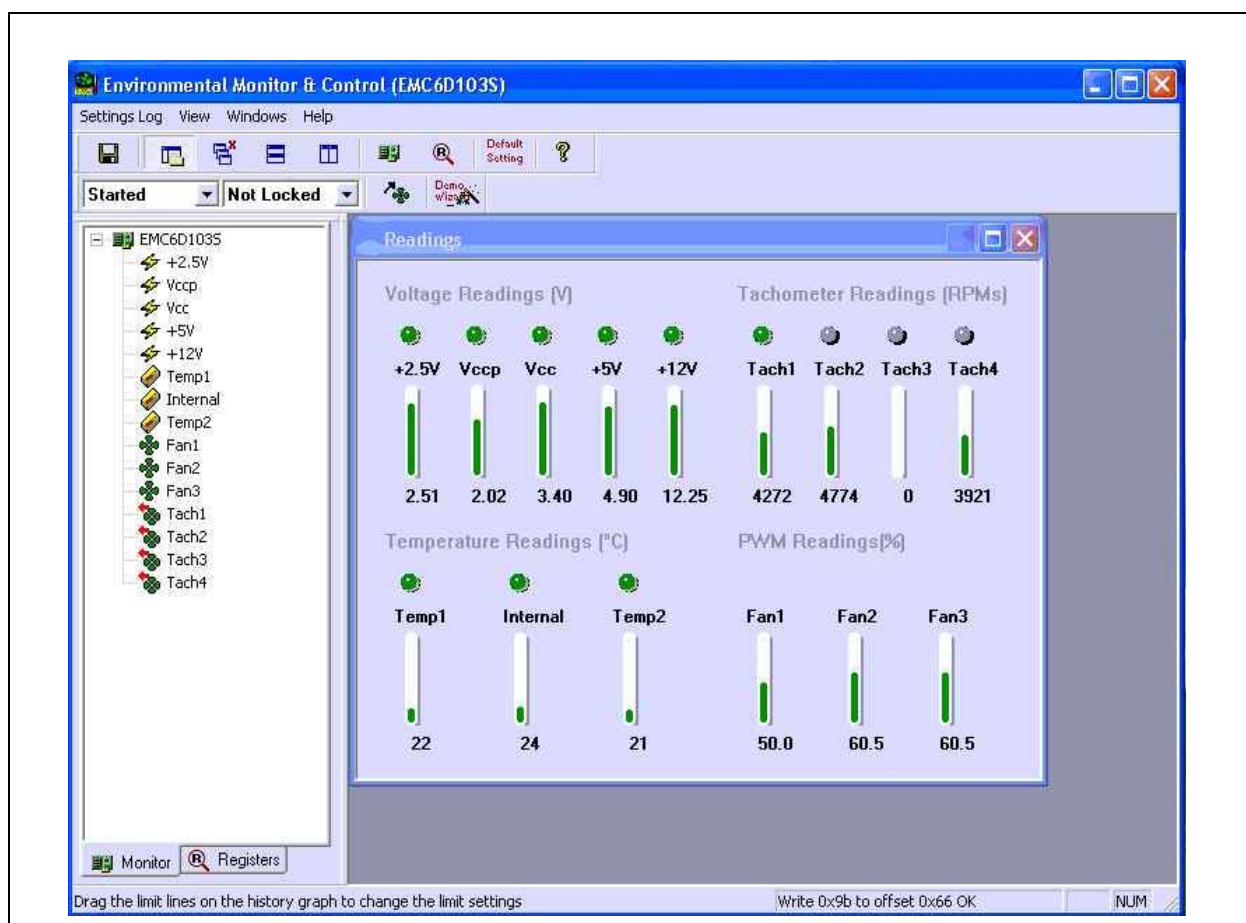 Environmental Monitor & Control (EMC6D103S)
Settings Log View Windows Help
Default Setting
Started Not Locked
Demo wizard
EMC6D103S
+2.5V
Vccp
Vcc
+5V
+12V
Temp1
Internal
Temp2
Fan1
Fan2
Fan3
Tach1
Tach2
Tach3
Tach4
Monitor Registers
Readings
Voltage Readings (V)
+2.5V Vccp Vcc +5V +12V
2.51 2.02 3.40 4.90 12.25
Tachometer Readings (RPMs)
Tach1 Tach2 Tach3 Tach4
4272 4774 0 3921
Temperature Readings (°C)
Temp1 Internal Temp2
22 24 21
PWM Readings(%)
Fan1 Fan2 Fan3
50.0 60.5 60.5
Drag the limit lines on the history graph to change the limit settings
Write 0x9b to offset 0x66 OK
NUM